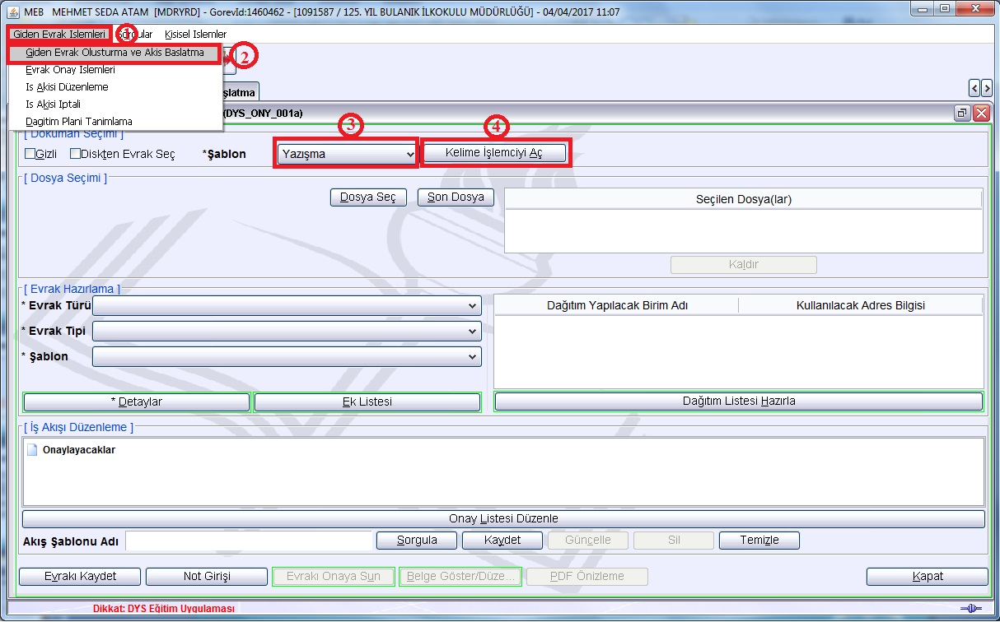 MEB MEHMET SEDA ATAM [MDRYRD] - GorevId:1460462 - [1091587 / 125. YIL BULANIK İLKOKULU MÜDÜRLÜĞÜ] - 04/04/2017 11:07
Giden Evrak Islemleri 1 Sorgular Kisisel Islemler
Giden Evrak Olusturma ve Akis Baslatma 2
Evrak Onay Islemleri
Is Akisi Düzenleme
şlatma
Is Akisi Iptali
(DYS_ONY_001a)
Dagitim Plani Tanimlama
3 4
[ Doküman Seçimi ]
Gizli Diskten Evrak Seç *Şablon Yazışma Kelime İşlemciyi Aç
[ Dosya Seçimi ]
Dosya Seç Son Dosya Seçilen Dosya(lar)
Kaldır
[ Evrak Hazırlama ]
* Evrak Türü Dağıtım Yapılacak Birim Adı Kullanılacak Adres Bilgisi
* Evrak Tipi
* Şablon
* Detaylar Ek Listesi Dağıtım Listesi Hazırla
[ İş Akışı Düzenleme ]
Onaylayacaklar
Onay Listesi Düzenle
Akış Şablonu Adı Sorgula Kaydet Güncelle Sil Temizle
Evrakı Kaydet Not Girişi Evrakı Onaya Sun Belge Göster/Düze... PDF Önizleme Kapat
Dikkat: DYS Eğitim Uygulaması